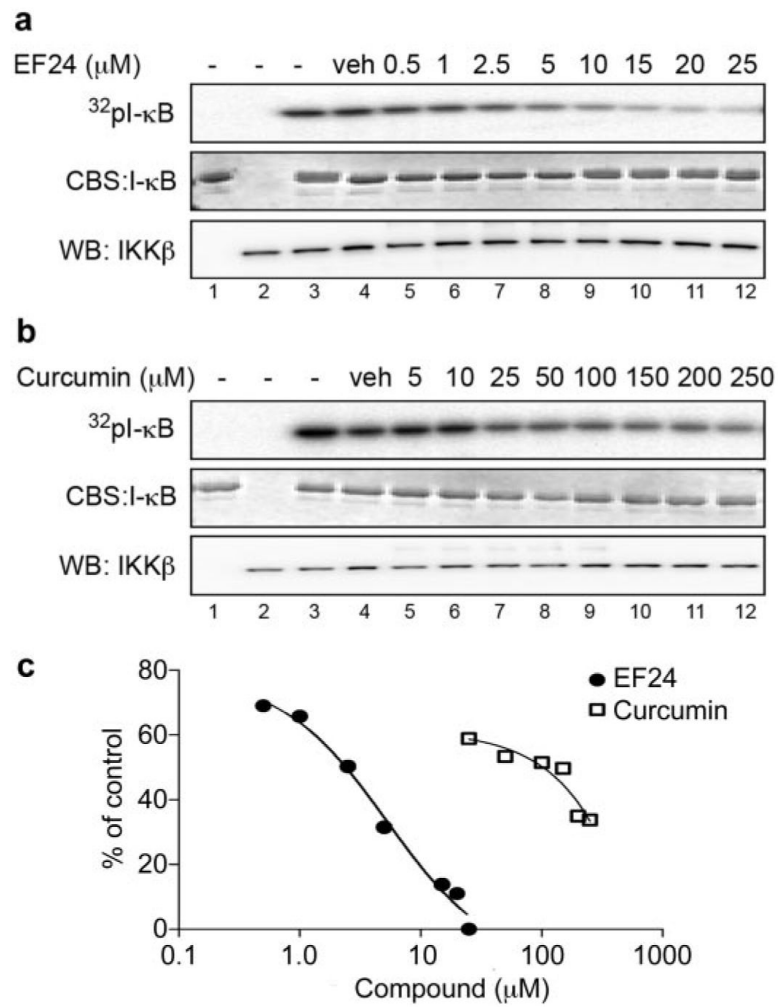 a
EF24 (μM) - - - veh 0.5 1 2.5 5 10 15 20 25
³²pI-κB
CBS:I-κB
WB: IKKβ
1 2 3 4 5 6 7 8 9 10 11 12
b
Curcumin (μM) - - - veh 5 10 25 50 100 150 200 250
³²pI-κB
CBS:I-κB
WB: IKKβ
1 2 3 4 5 6 7 8 9 10 11 12
c
80
60
40
20
0
% of control
EF24
Curcumin
0.1 1.0 10 100 1000
Compound (μM)